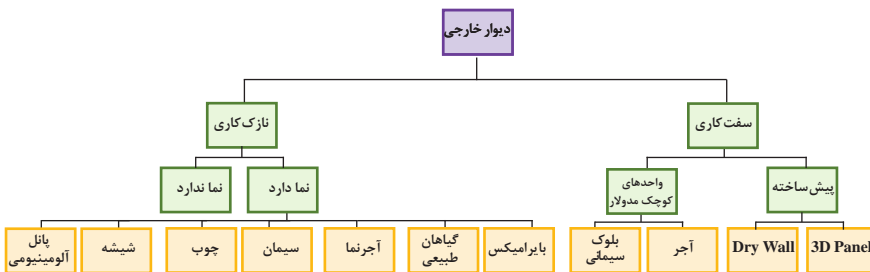 دیوار خارجی
سفت کاری
نازک کاری
پیش ساخته
واحدهای
کوچک مدولار
نما دارد
نما ندارد
3D Panel
Dry Wall
آجر
بلوک
سیمانی
بایرامیکس
گیاهان
طبیعی
آجرنما
سیمان
چوب
شیشه
پانل
آلومینیومی